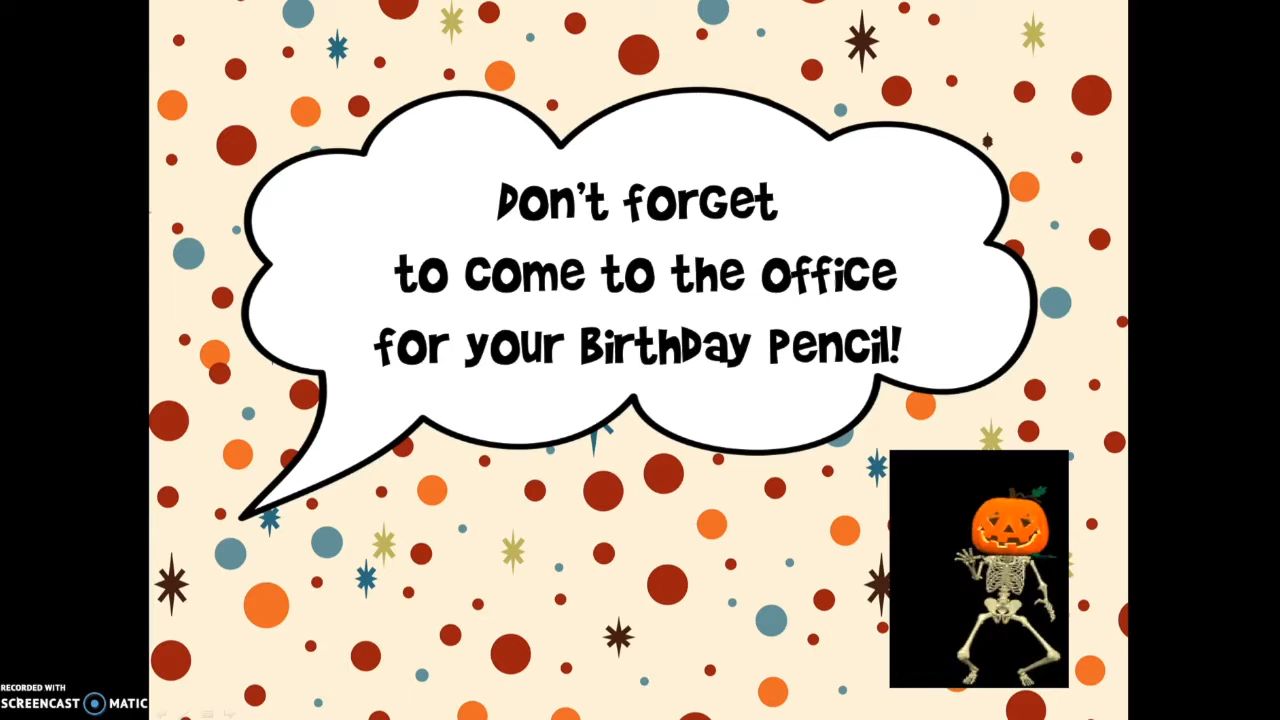 Don't forget
to come to the office
for your Birthday Pencil!
RECORDED WITH
SCREENCAST MATIC